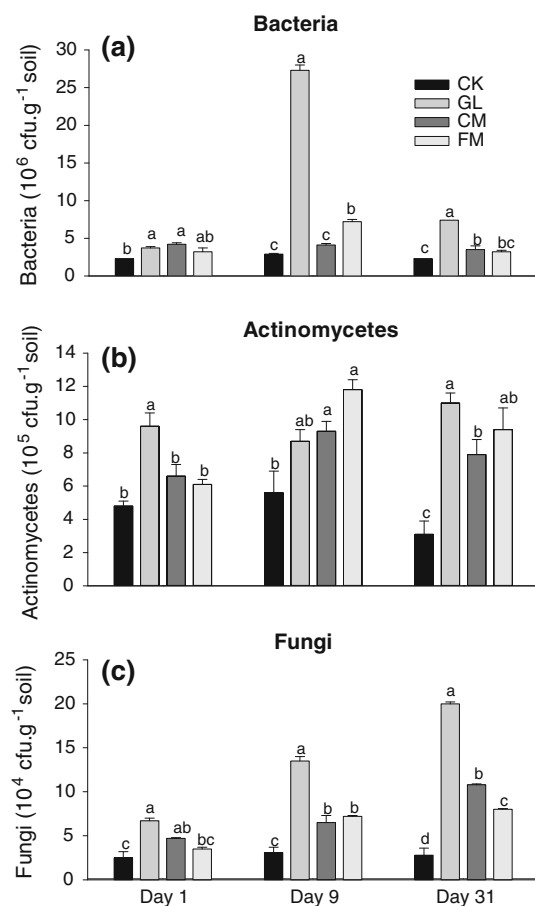 Bacteria
(a)
Bacteria (10⁶ cfu.g⁻¹ soil)
30
25
20
15
10
5
0
CK
GL
CM
FM
b a a ab
c a c b
c a b bc
Actinomycetes
(b)
Actinomycetes (10⁵ cfu.g⁻¹ soil)
14
12
10
8
6
4
2
0
b a b b
b ab a a
c a b ab
Fungi
(c)
Fungi (10⁴ cfu.g⁻¹ soil)
25
20
15
10
5
0
c a ab bc
c a b b
d a b c
Day 1 Day 9 Day 31